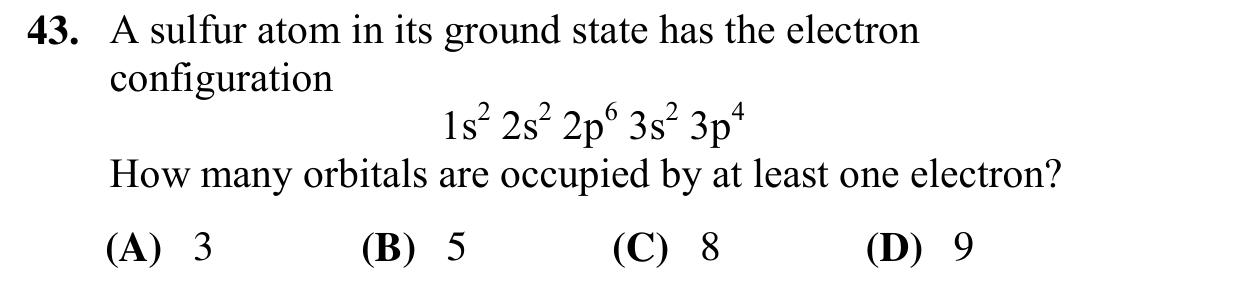 43. A sulfur atom in its ground state has the electron
configuration
1s² 2s² 2p⁶ 3s² 3p⁴
How many orbitals are occupied by at least one electron?
(A) 3 (B) 5 (C) 8 (D) 9